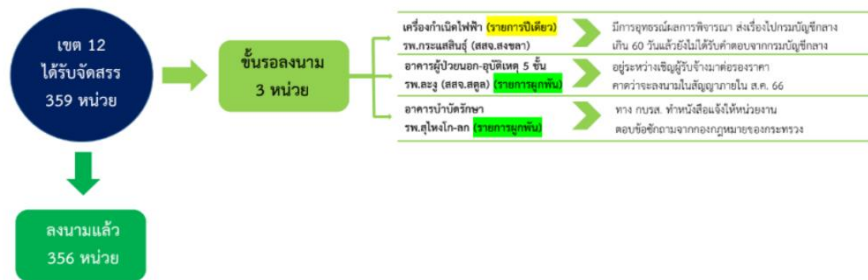 เขต 12
ได้รับจัดสรร
359 หน่วย
ขั้นรอลงนาม
3 หน่วย
เครื่องกำเนิดไฟฟ้า (รายการปีเดียว)
รพ.กระแสสินธุ์ (สสจ.สงขลา)
มีการอุทธรณ์ผลการพิจารณา ส่งเรื่องไปกรมบัญชีกลาง
เกิน 60 วันแล้วยังไม่ได้รับคำตอบจากกรมบัญชีกลาง
อาคารผู้ป่วยนอก-อุบัติเหตุ 5 ชั้น
รพ.ละงู (สสจ.สตูล) (รายการผูกพัน)
อยู่ระหว่างเชิญผู้รับจ้างมาต่อรองราคา
คาดว่าจะลงนามในสัญญาภายใน ส.ค. 66
อาคารบำบัดรักษา
รพ.สุไหงโก-ลก (รายการผูกพัน)
ทาง กบรส. ทำหนังสือแจ้งให้หน่วยงาน
ตอบข้อซักถามจากกองกฎหมายของกระทรวง
ลงนามแล้ว
356 หน่วย